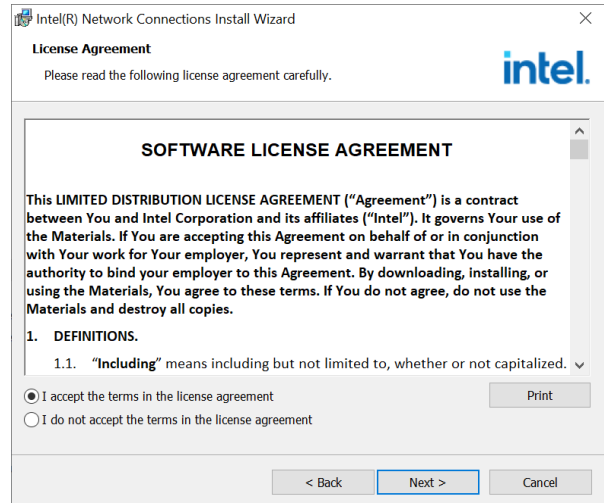 Intel(R) Network Connections Install Wizard
License Agreement
Please read the following license agreement carefully.
intel.
SOFTWARE LICENSE AGREEMENT
This LIMITED DISTRIBUTION LICENSE AGREEMENT (“Agreement”) is a contract
between You and Intel Corporation and its affiliates (“Intel”). It governs Your use of
the Materials. If You are accepting this Agreement on behalf of or in conjunction
with Your work for Your employer, You represent and warrant that You have the
authority to bind your employer to this Agreement. By downloading, installing, or
using the Materials, You agree to these terms. If You do not agree, do not use the
Materials and destroy all copies.
1. DEFINITIONS.
1.1. “Including” means including but not limited to, whether or not capitalized.
I accept the terms in the license agreement
Print
I do not accept the terms in the license agreement
< Back Next > Cancel